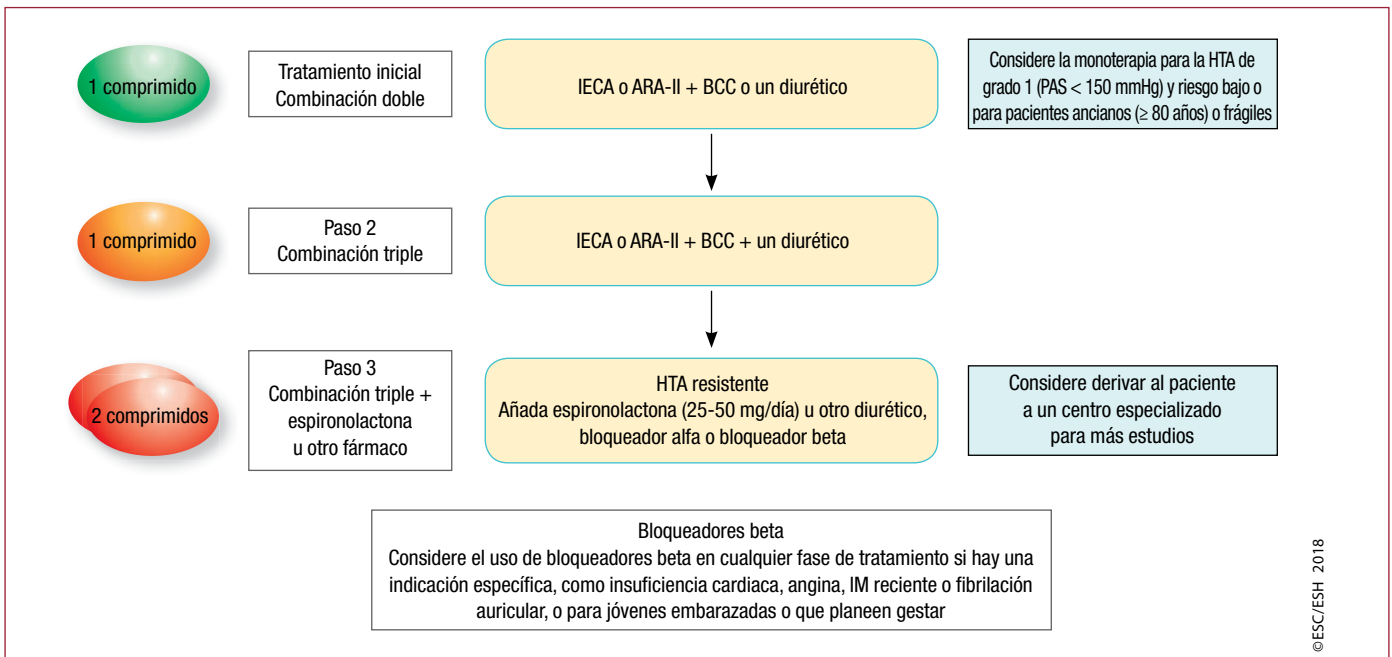 1 comprimido
Tratamiento inicial
Combinación doble
IECA o ARA-II + BCC o un diurético
Considere la monoterapia para la HTA de
grado 1 (PAS < 150 mmHg) y riesgo bajo o
para pacientes ancianos (≥ 80 años) o frágiles
1 comprimido
Paso 2
Combinación triple
IECA o ARA-II + BCC + un diurético
2 comprimidos
Paso 3
Combinación triple +
espironolactona
u otro fármaco
HTA resistente
Añada espironolactona (25-50 mg/día) u otro diurético,
bloqueador alfa o bloqueador beta
Considere derivar al paciente
a un centro especializado
para más estudios
Bloqueadores beta
Considere el uso de bloqueadores beta en cualquier fase de tratamiento si hay una
indicación específica, como insuficiencia cardiaca, angina, IM reciente o fibrilación
auricular, o para jóvenes embarazadas o que planeen gestar
©ESC/ESH 2018